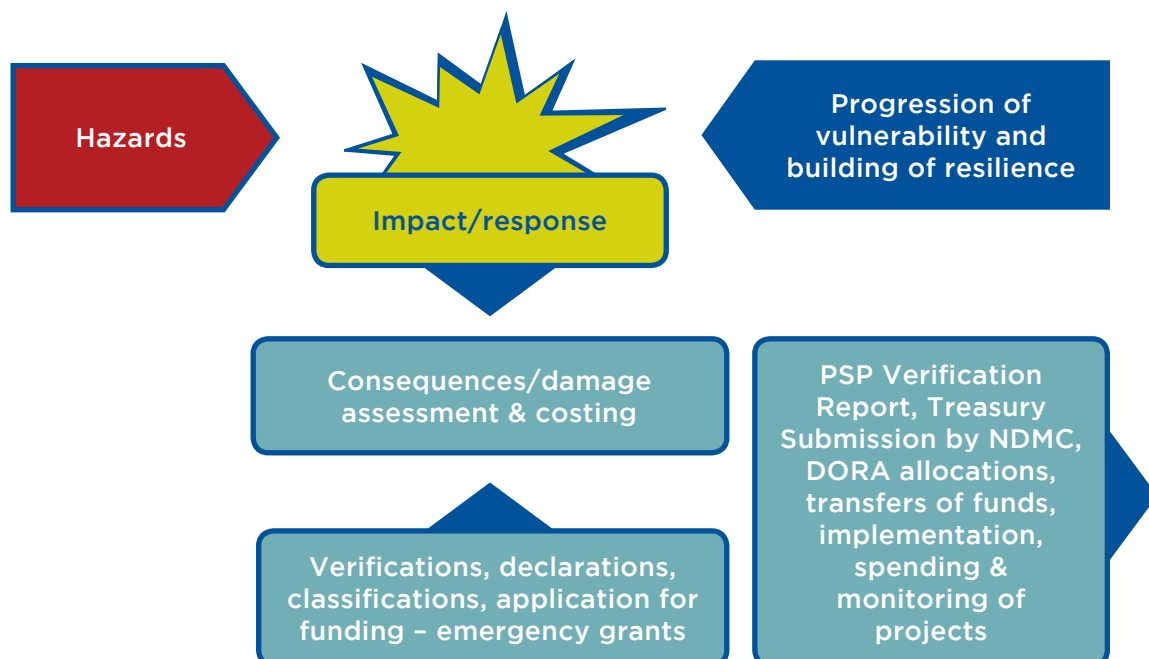 Hazards
Impact/response
Progression of
vulnerability and
building of resilience
Consequences/damage
assessment & costing
Verifications, declarations,
classifications, application for
funding – emergency grants
PSP Verification
Report, Treasury
Submission by NDMC,
DORA allocations,
transfers of funds,
implementation,
spending &
monitoring of
projects